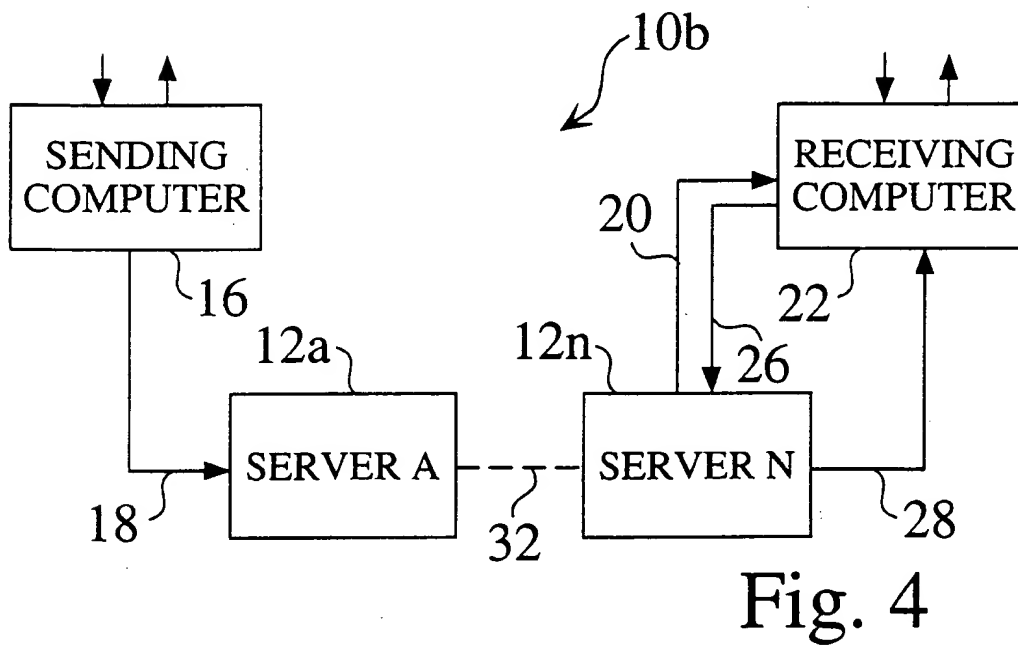 10b
SENDING
COMPUTER
RECEIVING
COMPUTER
20
16
22
26
12a
12n
SERVER A
SERVER N
18
32
28
Fig. 4